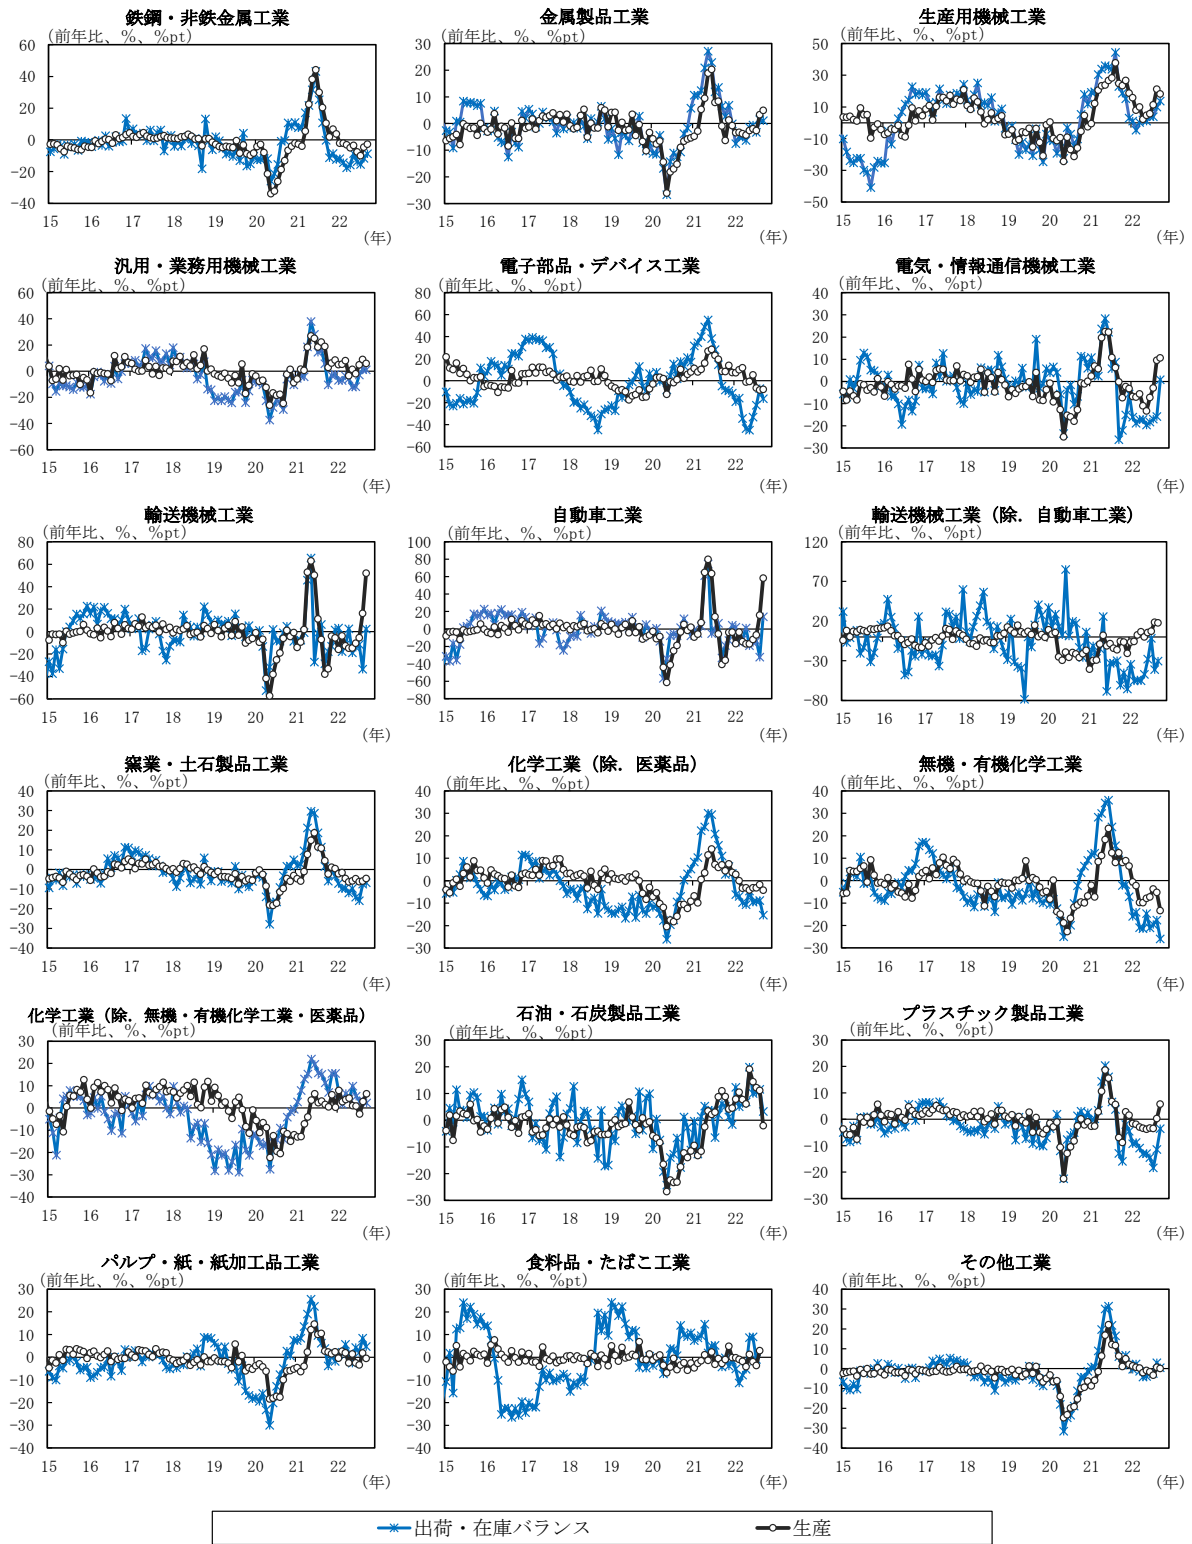 鉄鋼・非鉄金属工業
(前年比、%、%pt)
60
40
20
0
-20
-40
15 16 17 18 19 20 21 22
(年)
金属製品工業
(前年比、%、%pt)
30
20
10
0
-10
-20
-30
15 16 17 18 19 20 21 22
(年)
生産用機械工業
(前年比、%、%pt)
50
30
10
-10
-30
-50
15 16 17 18 19 20 21 22
(年)
汎用・業務用機械工業
(前年比、%、%pt)
60
40
20
0
-20
-40
-60
15 16 17 18 19 20 21 22
(年)
電子部品・デバイス工業
(前年比、%、%pt)
80
60
40
20
0
-20
-40
-60
15 16 17 18 19 20 21 22
(年)
電気・情報通信機械工業
(前年比、%、%pt)
40
30
20
10
0
-10
-20
-30
15 16 17 18 19 20 21 22
(年)
輸送機械工業
(前年比、%、%pt)
80
60
40
20
0
-20
-40
-60
15 16 17 18 19 20 21 22
(年)
自動車工業
(前年比、%、%pt)
100
80
60
40
20
0
-20
-40
-60
-80
15 16 17 18 19 20 21 22
(年)
輸送機械工業（除．自動車工業）
(前年比、%、%pt)
120
70
20
-30
-80
15 16 17 18 19 20 21 22
(年)
窯業・土石製品工業
(前年比、%、%pt)
40
30
20
10
0
-10
-20
-30
-40
15 16 17 18 19 20 21 22
(年)
化学工業（除．医薬品）
(前年比、%、%pt)
40
30
20
10
0
-10
-20
-30
15 16 17 18 19 20 21 22
(年)
無機・有機化学工業
(前年比、%、%pt)
40
30
20
10
0
-10
-20
-30
15 16 17 18 19 20 21 22
(年)
化学工業（除．無機・有機化学工業・医薬品）
(前年比、%、%pt)
30
20
10
0
-10
-20
-30
-40
15 16 17 18 19 20 21 22
(年)
石油・石炭製品工業
(前年比、%、%pt)
30
20
10
0
-10
-20
-30
15 16 17 18 19 20 21 22
(年)
プラスチック製品工業
(前年比、%、%pt)
30
20
10
0
-10
-20
-30
15 16 17 18 19 20 21 22
(年)
パルプ・紙・紙加工品工業
(前年比、%、%pt)
30
20
10
0
-10
-20
-30
-40
15 16 17 18 19 20 21 22
(年)
食料品・たばこ工業
(前年比、%、%pt)
30
20
10
0
-10
-20
-30
-40
15 16 17 18 19 20 21 22
(年)
その他工業
(前年比、%、%pt)
40
30
20
10
0
-10
-20
-30
-40
15 16 17 18 19 20 21 22
(年)
出荷・在庫バランス 生産